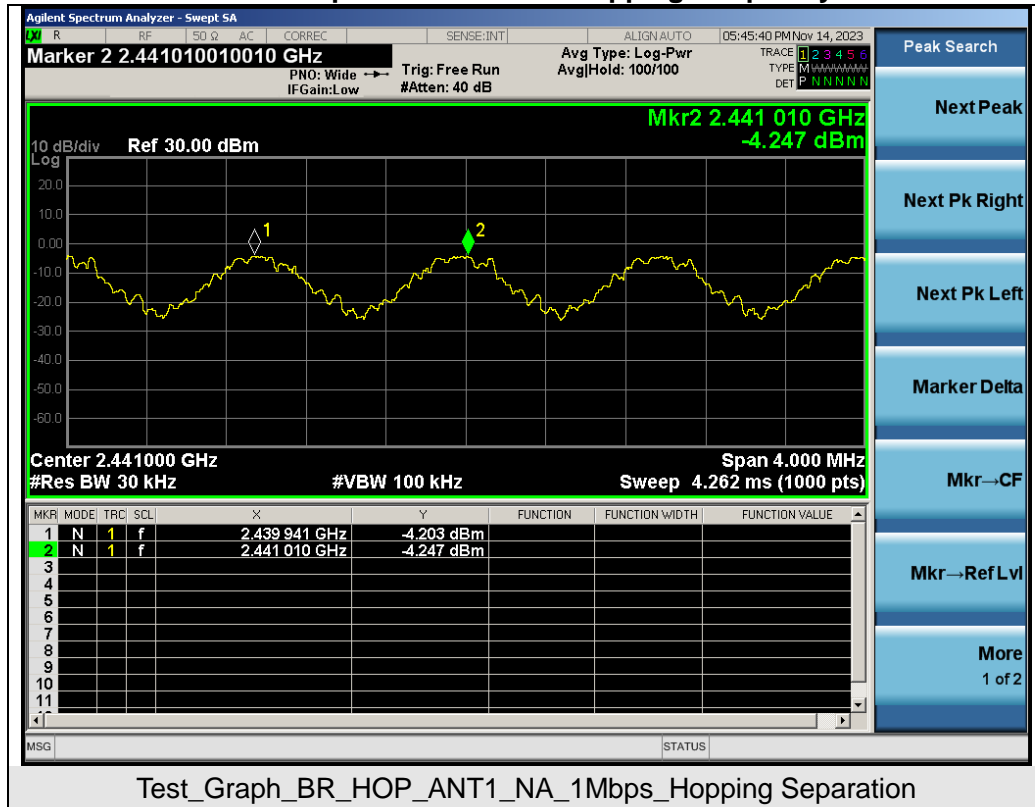 Agilent Spectrum Analyzer - Swept SA
LXI R RF 50 Ω AC CORREC SENSE:INT ALIGN AUTO 05:45:40 PM Nov 14, 2023
Marker 2 2.441010010010 GHz
PNO: Wide
IFGain:Low
Trig: Free Run
#Atten: 40 dB
Avg Type: Log-Pwr
Avg|Hold: 100/100
TRACE 1 2 3 4 5 6
TYPE M
DET P N N N N N
Peak Search
Mkr2 2.441 010 GHz
-4.247 dBm
10 dB/div Ref 30.00 dBm
Log
20.0
10.0
0.00
-10.0
-20.0
-30.0
-40.0
-50.0
-60.0
1
2
Center 2.441000 GHz Span 4.000 MHz
#Res BW 30 kHz #VBW 100 kHz Sweep 4.262 ms (1000 pts)
MKR MODE TRC SCL X Y FUNCTION FUNCTION WIDTH FUNCTION VALUE
1 N 1 f 2.439 941 GHz -4.203 dBm
2 N 1 f 2.441 010 GHz -4.247 dBm
3
4
5
6
7
8
9
10
11
MSG STATUS
Next Peak
Next Pk Right
Next Pk Left
Marker Delta
Mkr→CF
Mkr→Ref Lvl
More
1 of 2
Test_Graph_BR_HOP_ANT1_NA_1Mbps_Hopping Separation